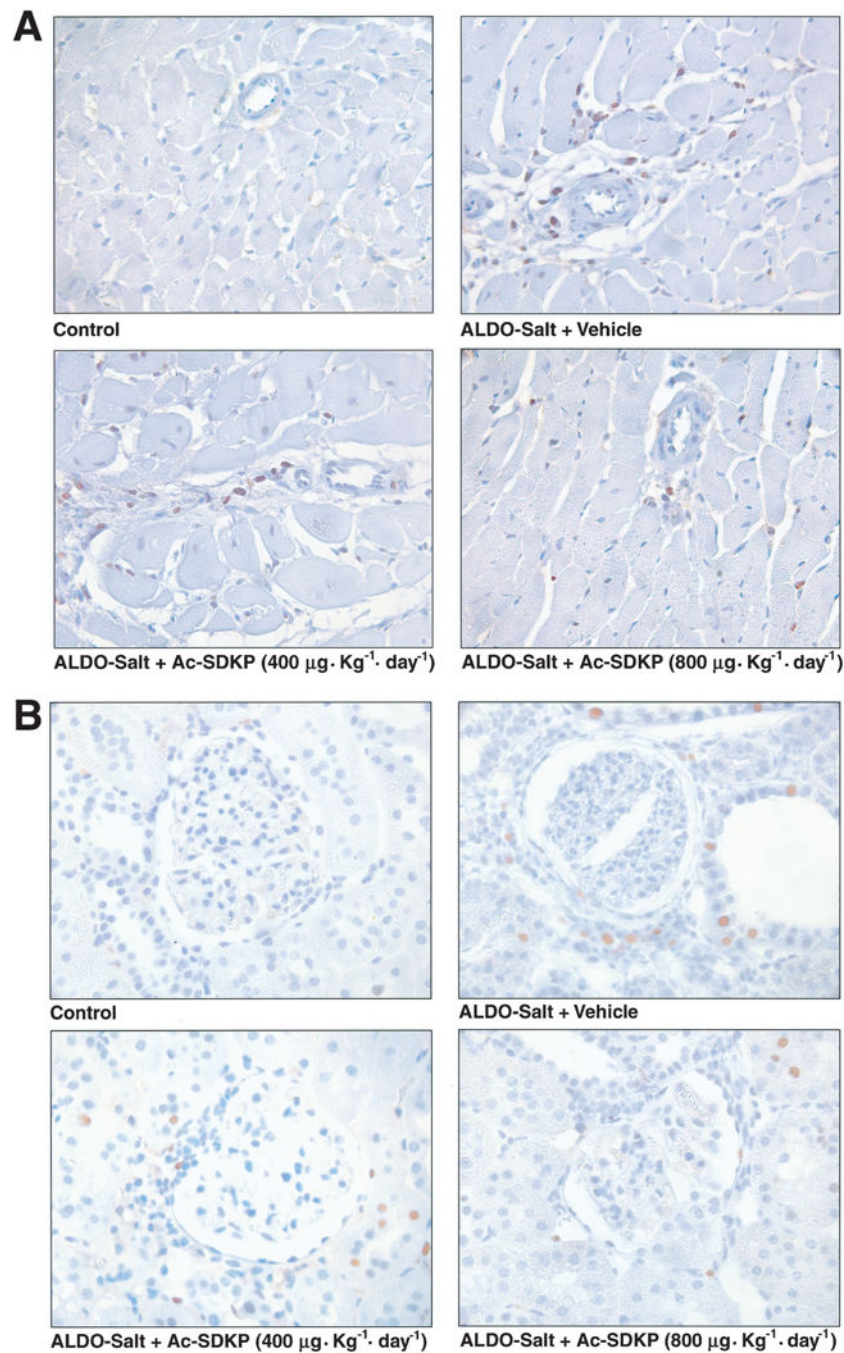 A
Control
ALDO-Salt + Vehicle
ALDO-Salt + Ac-SDKP (400 µg· Kg⁻¹· day⁻¹)
ALDO-Salt + Ac-SDKP (800 µg· Kg⁻¹· day⁻¹)
B
Control
ALDO-Salt + Vehicle
ALDO-Salt + Ac-SDKP (400 µg· Kg⁻¹· day⁻¹)
ALDO-Salt + Ac-SDKP (800 µg· Kg⁻¹· day⁻¹)